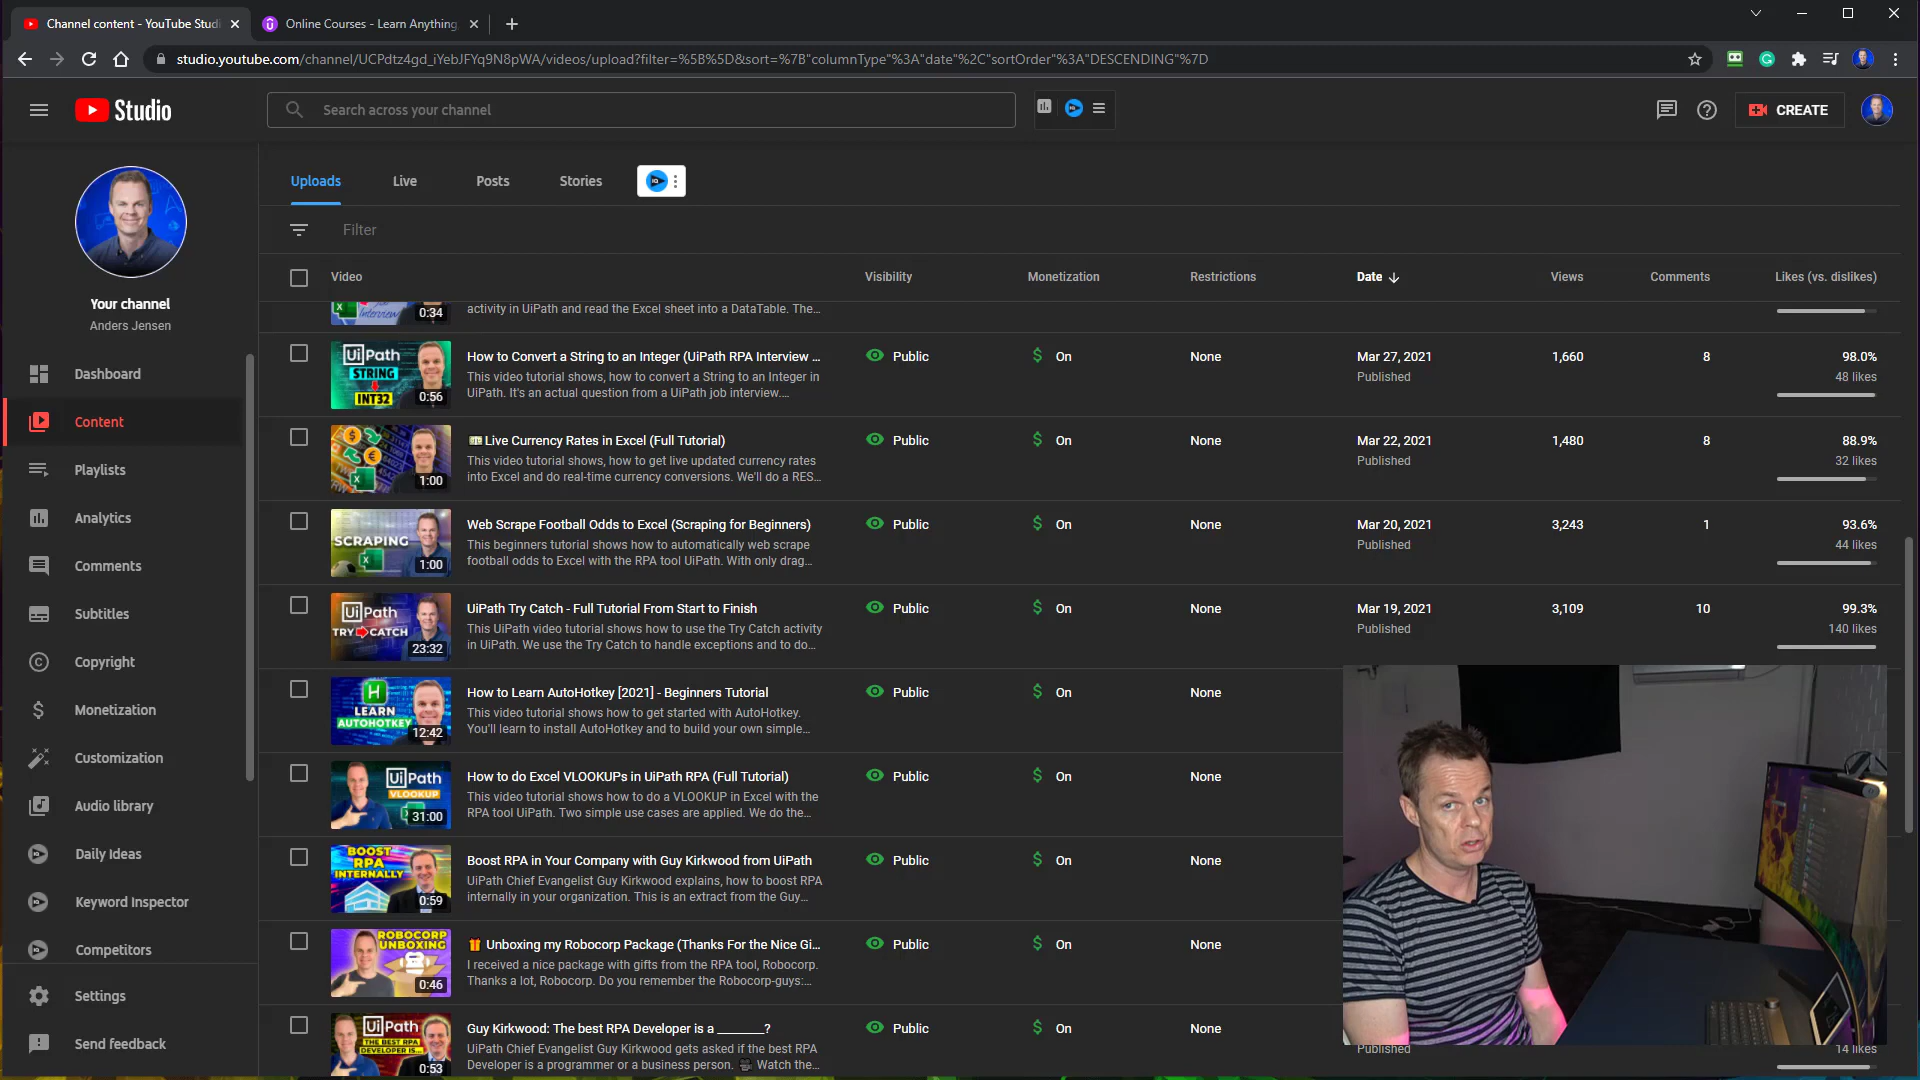 Channel content - YouTube Studi
Online Courses - Learn Anything
studio.youtube.com/channel/UCPdtz4gd_iYebJFYq9N8pWA/videos/upload?filter=%5B%5D&sort=%7B"columnType"%3A"date"%2C"sortOrder"%3A"DESCENDING"%7D
Studio
Search across your channel
CREATE
Your channel
Anders Jensen
Dashboard
Content
Playlists
Analytics
Comments
Subtitles
Copyright
Monetization
Customization
Audio library
Daily Ideas
Keyword Inspector
Competitors
Settings
Send feedback
Uploads Live Posts Stories
Filter
Video Visibility Monetization Restrictions Date Views Comments Likes (vs. dislikes)
Interview
0:34
activity in UiPath and read the Excel sheet into a DataTable. The...
UiPath
STRING
INT32
0:56
How to Convert a String to an Integer (UiPath RPA Interview ...
This video tutorial shows, how to convert a String to an Integer in
UiPath. It's an actual question from a UiPath job interview....
Public On None Mar 27, 2021 1,660 8 98.0%
Published 48 likes
1:00
Live Currency Rates in Excel (Full Tutorial)
This video tutorial shows, how to get live updated currency rates
into Excel and do real-time currency conversions. We'll do a RES...
Public On None Mar 22, 2021 1,480 8 88.9%
Published 32 likes
SCRAPING
1:00
Web Scrape Football Odds to Excel (Scraping for Beginners)
This beginners tutorial shows how to automatically web scrape
football odds to Excel with the RPA tool UiPath. With only drag...
Public On None Mar 20, 2021 3,243 1 93.6%
Published 44 likes
UiPath
TRY CATCH
23:32
UiPath Try Catch - Full Tutorial From Start to Finish
This UiPath video tutorial shows how to use the Try Catch activity
in UiPath. We use the Try Catch to handle exceptions and to do...
Public On None Mar 19, 2021 3,109 10 99.3%
Published 140 likes
H
LEARN
AUTOHOTKEY
12:42
How to Learn AutoHotkey [2021] - Beginners Tutorial
This video tutorial shows how to get started with AutoHotkey.
You'll learn to install AutoHotkey and to build your own simple...
Public On None
UiPath
VLOOKUP
31:00
How to do Excel VLOOKUPs in UiPath RPA (Full Tutorial)
This video tutorial shows how to do a VLOOKUP in Excel with the
RPA tool UiPath. Two simple use cases are applied. We do the...
Public On None
BOOST
RPA
INTERNALLY
0:59
Boost RPA in Your Company with Guy Kirkwood from UiPath
UiPath Chief Evangelist Guy Kirkwood explains, how to boost RPA
internally in your organization. This is an extract from the Guy...
Public On None
ROBOCORP
UNBOXING
0:46
Unboxing my Robocorp Package (Thanks For the Nice Gi...
I received a nice package with gifts from the RPA tool, Robocorp.
Thanks a lot, Robocorp. Do you remember the Robocorp-guys:...
Public On None
UiPath
THE BEST RPA
DEVELOPER IS...
0:53
Guy Kirkwood: The best RPA Developer is a _______?
UiPath Chief Evangelist Guy Kirkwood gets asked if the best RPA
Developer is a programmer or a business person. Watch the...
Public On None
Published 14 likes